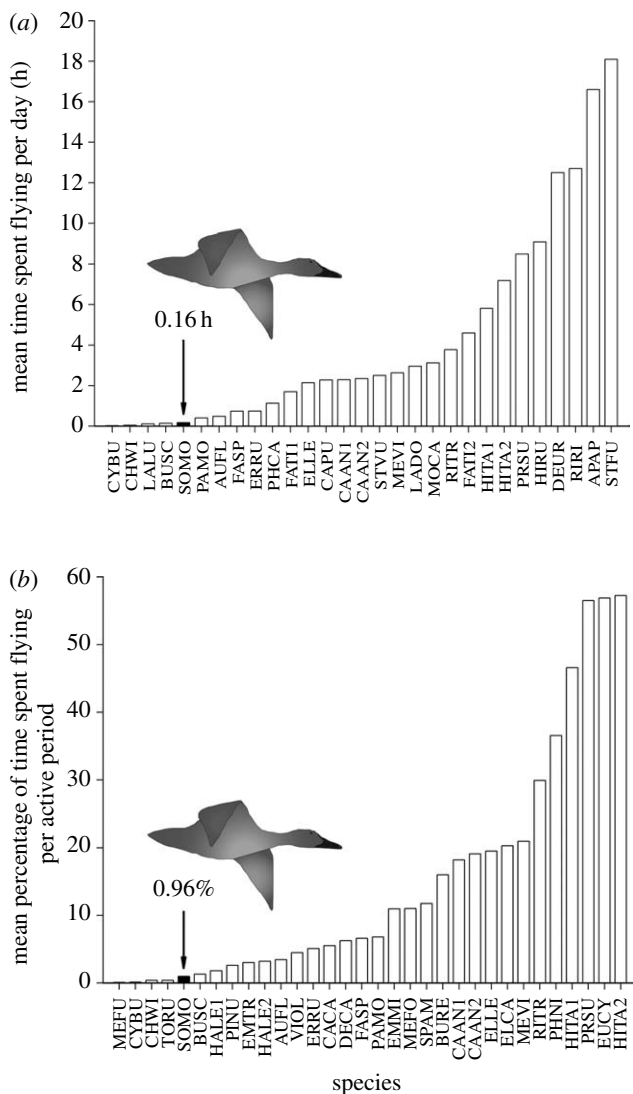 (a)
mean time spent flying per day (h)
20
18
16
14
12
10
8
6
4
2
0
0.16 h
CYBU CHWI LALU BUSC SOMO PAMO AUFL FASP ERRU PHCA FATI1 ELLE CAPU CAAN1 CAAN2 STVU MEVI LADO MOCA RITR FATI2 HITA1 HITA2 PRSU HIRU DEUR RIRI APAP STFU
(b)
mean percentage of time spent flying
per active period
60
50
40
30
20
10
0
0.96%
MEFU CYBU CHWI TORU SOMO BUSC HALE1 PINU EMTR HALE2 AUFL VIOL ERRU CACA DECA FASP PAMO EMMI MEFO SPAM BURE CAAN1 CAAN2 ELLE ELCA MEVI RITR PHNI HITA1 PRSU EUCY HITA2
species